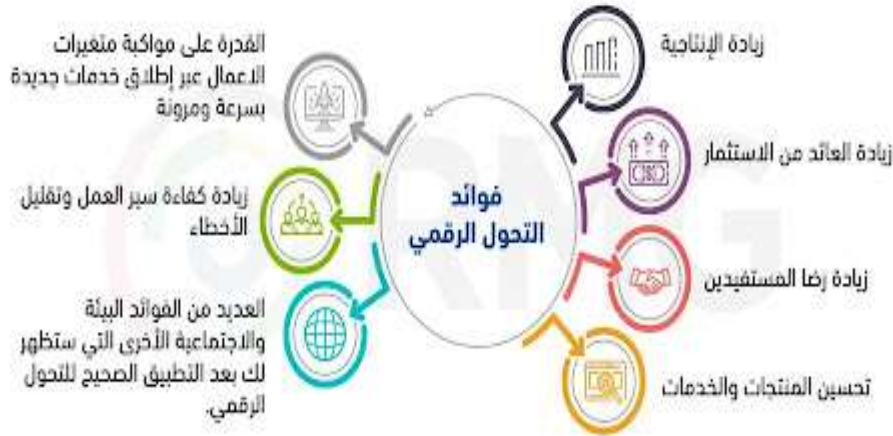 فوائد
التحول الرقمي
زيادة الإنتاجية
زيادة العائد من الاستثمار
زيادة رضا المستفيدين
تحسين المنتجات والخدمات
القدرة على مواكبة متغيرات
الاعمال عبر إطلاق خدمات جديدة
بسرعة ومرونة
زيادة كفاءة سير العمل وتقليل
الأخطاء
العديد من الفوائد البيئة
والاجتماعية الأخرى التي ستظهر
لك بعد التطبيق الصحيح للتحول
الرقمي.
RMG